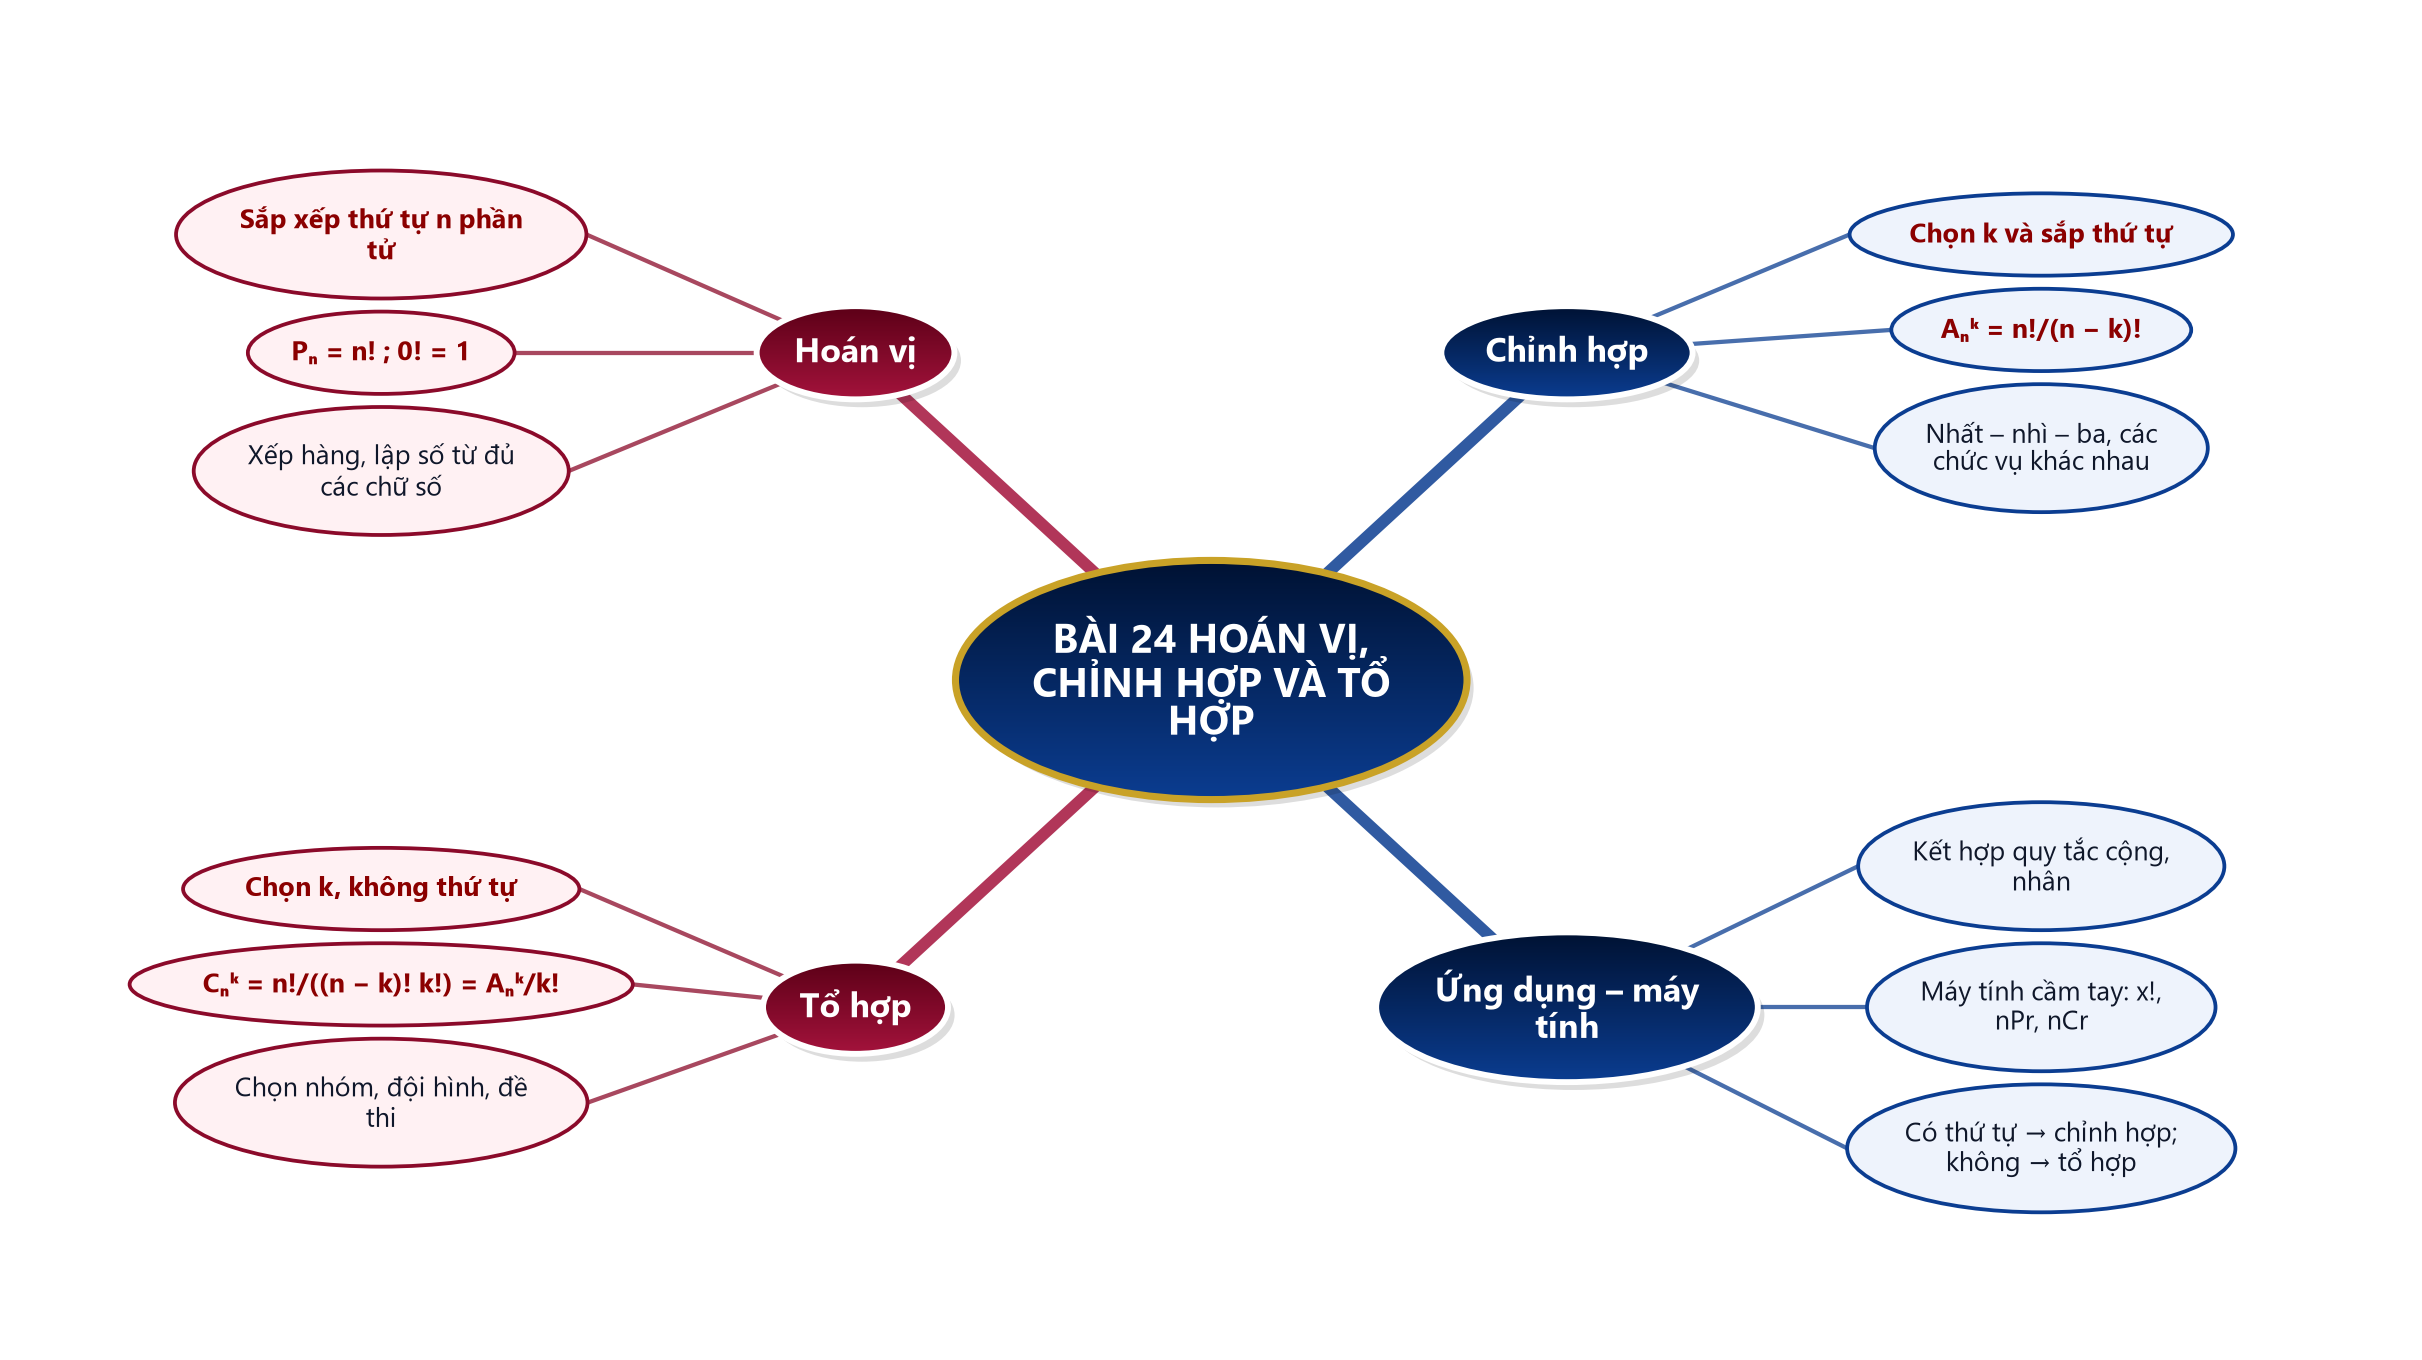 Sắp xếp thứ tự n phần
tử
Pₙ = n! ; 0! = 1
Xếp hàng, lập số từ đủ
các chữ số
Hoán vị
Chỉnh hợp
Chọn k và sắp thứ tự
Aₙᵏ = n!/(n − k)!
Nhất – nhì – ba, các
chức vụ khác nhau
BÀI 24 HOÁN VỊ,
CHỈNH HỢP VÀ TỔ
HỢP
Chọn k, không thứ tự
Cₙᵏ = n!/((n − k)! k!) = Aₙᵏ/k!
Chọn nhóm, đội hình, đề
thi
Tổ hợp
Ứng dụng – máy
tính
Kết hợp quy tắc cộng,
nhân
Máy tính cầm tay: x!,
nPr, nCr
Có thứ tự → chỉnh hợp;
không → tổ hợp